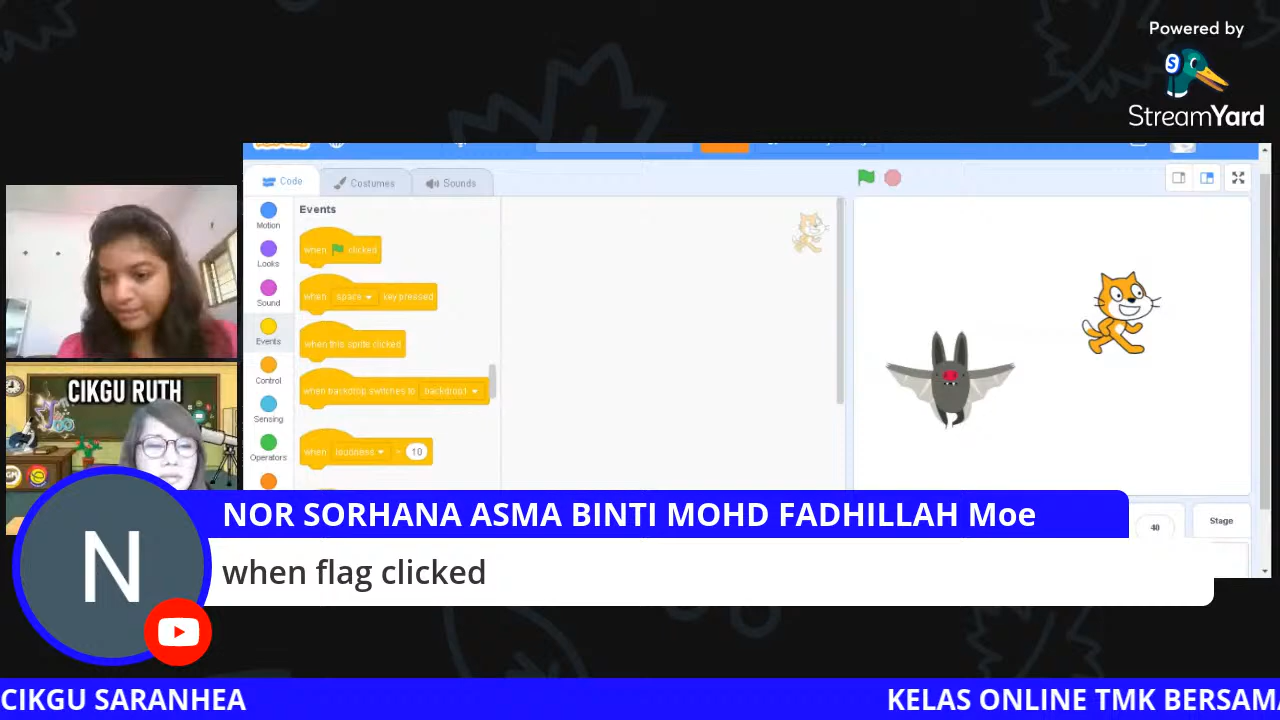 Powered by
StreamYard
Code
Costumes
Sounds
Motion
Looks
Sound
Events
Control
Sensing
Operators
Events
when clicked
when space key pressed
when this sprite clicked
when backdrop switches to backdrop1
when loudness > 10
40
Stage
CIKGU RUTH
N
NOR SORHANA ASMA BINTI MOHD FADHILLAH Moe
when flag clicked
CIKGU SARANHEA
KELAS ONLINE TMK BERSAMA